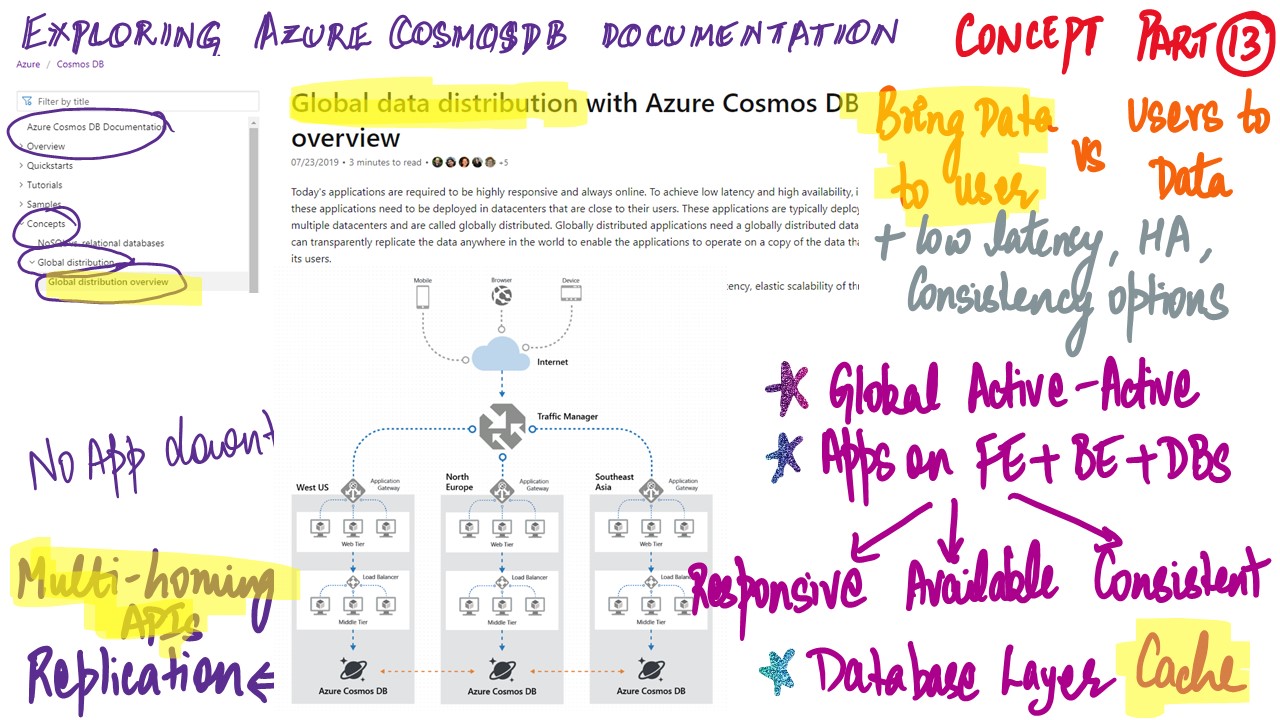 EXPLORING AZURE COSMOSDB DOCUMENTATION
CONCEPT PART 13
Azure / Cosmos DB
Filter by title
Azure Cosmos DB Documentatio
Overview
Quickstarts
Tutorials
Samples
Concepts
NoSQL vs. relational databases
Global distribution
Global distribution overview
Global data distribution with Azure Cosmos DB
overview
07/23/2019 • 3 minutes to read • +5
Today's applications are required to be highly responsive and always online. To achieve low latency and high availability, i
these applications need to be deployed in datacenters that are close to their users. These applications are typically deploy
multiple datacenters and are called globally distributed. Globally distributed applications need a globally distributed data
can transparently replicate the data anywhere in the world to enable the applications to operate on a copy of the data tha
its users.
tency, elastic scalability of thr
Bring Data
to user
vs
Users to
Data
+ low latency, HA,
Consistency options
Mobile
Browser
Device
Internet
Traffic Manager
West US
Application
Gateway
Web Tier
Load Balancer
Middle Tier
Azure Cosmos DB
North
Europe
Application
Gateway
Web Tier
Load Balancer
Middle Tier
Azure Cosmos DB
Southeast
Asia
Application
Gateway
Web Tier
Load Balancer
Middle Tier
Azure Cosmos DB
No App downt
Multi-homing
APIs
Replication
Global Active-Active
Apps on FE + BE + DBs
Responsive Available Consistent
Database Layer Cache